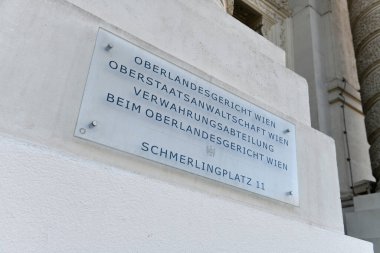 OBERLANDESGERICHT WIEN
OBERSTAATSANWALTSCHAFT WIEN
VERWAHRUNGSABTEILUNG
BEIM OBERLANDESGERICHT WIEN
SCHMERLINGPLATZ 11